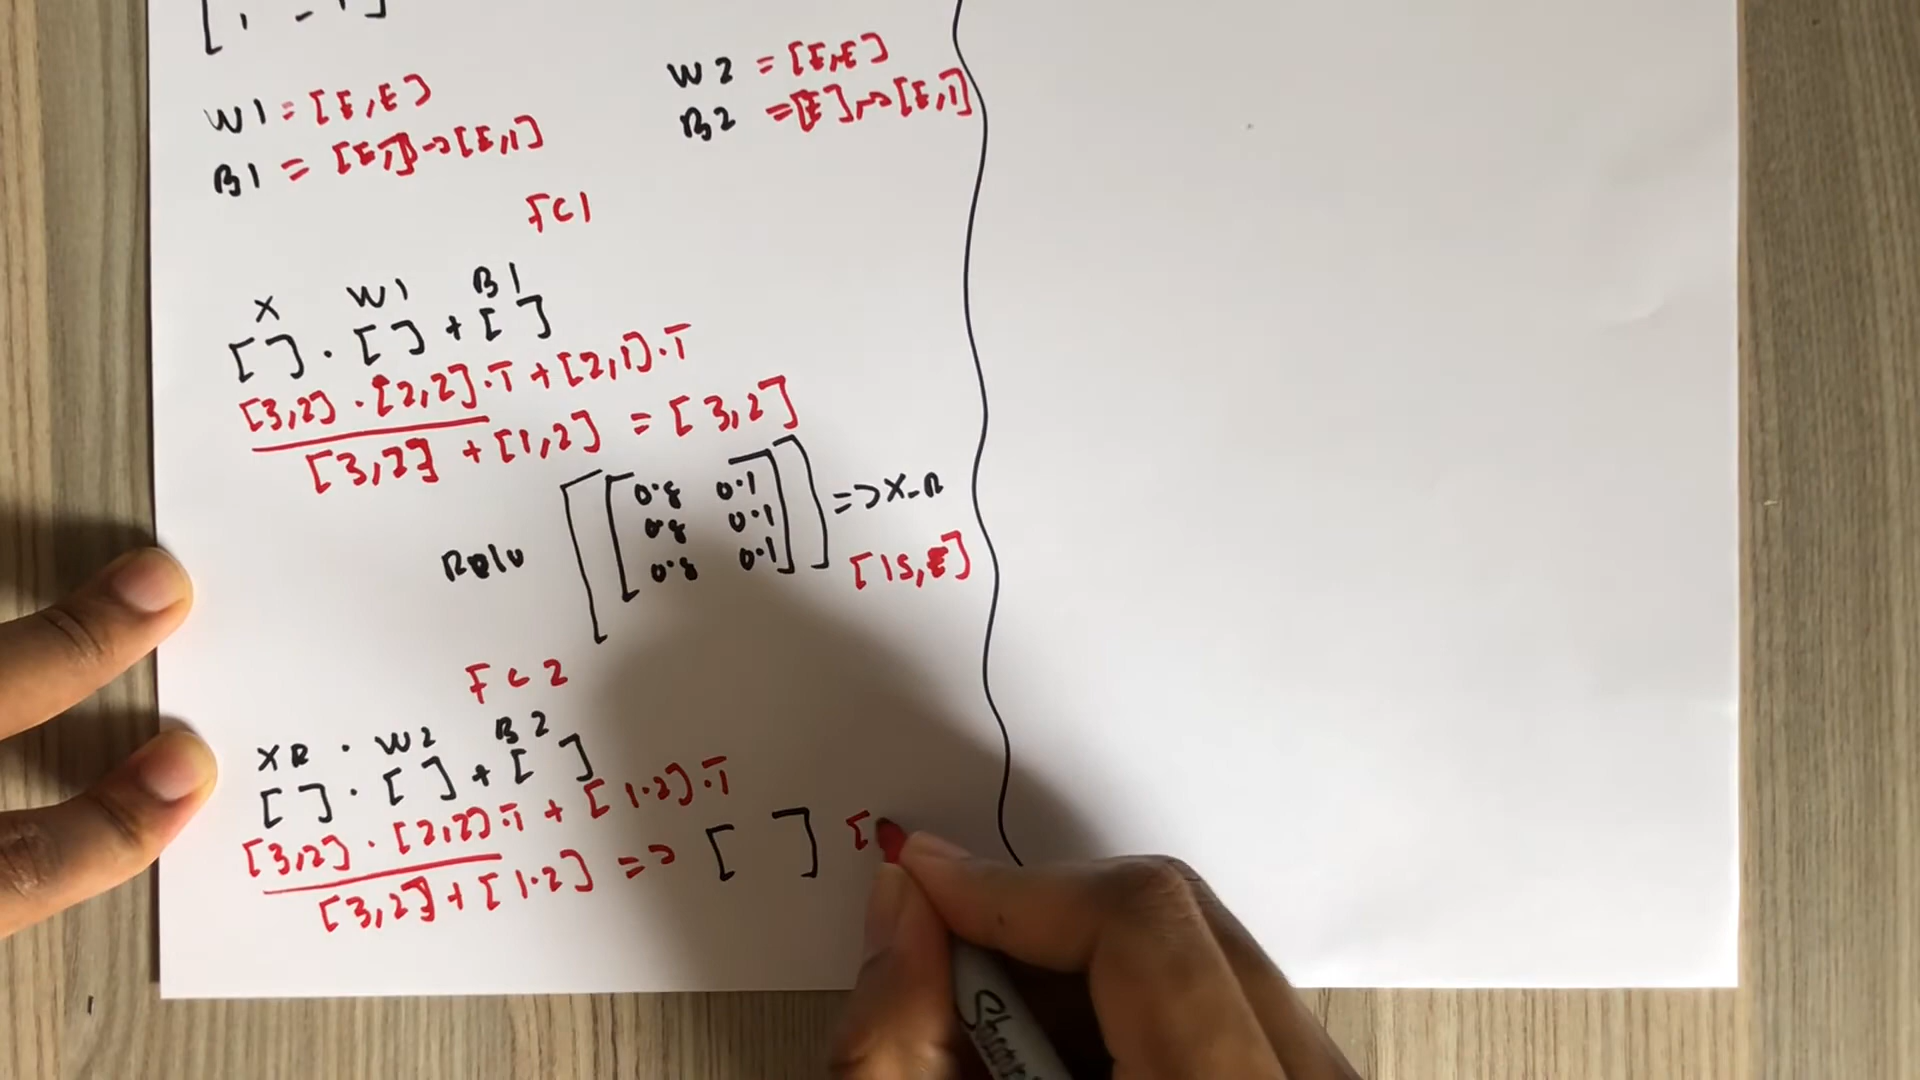 W1 = [E,E]
B1 = [E,1] -> [E,1]
W2 = [E,E]
B2 = [E] -> [E,1]
FC1
X W1 B1
[ ] . [ ] + [ ]
[3,2] . [2,2].T + [2,1].T
[3,2] + [1,2] = [3,2]
Relu [[0.8 0.1
0.8 0.1
0.8 0.1]] => X-R
[1S,E]
FC2
XR . W2 B2
[ ] . [ ] + [ ]
[3,2] . [2,2].T + [1.2].T
[3,2] + [1.2] => [ ] [